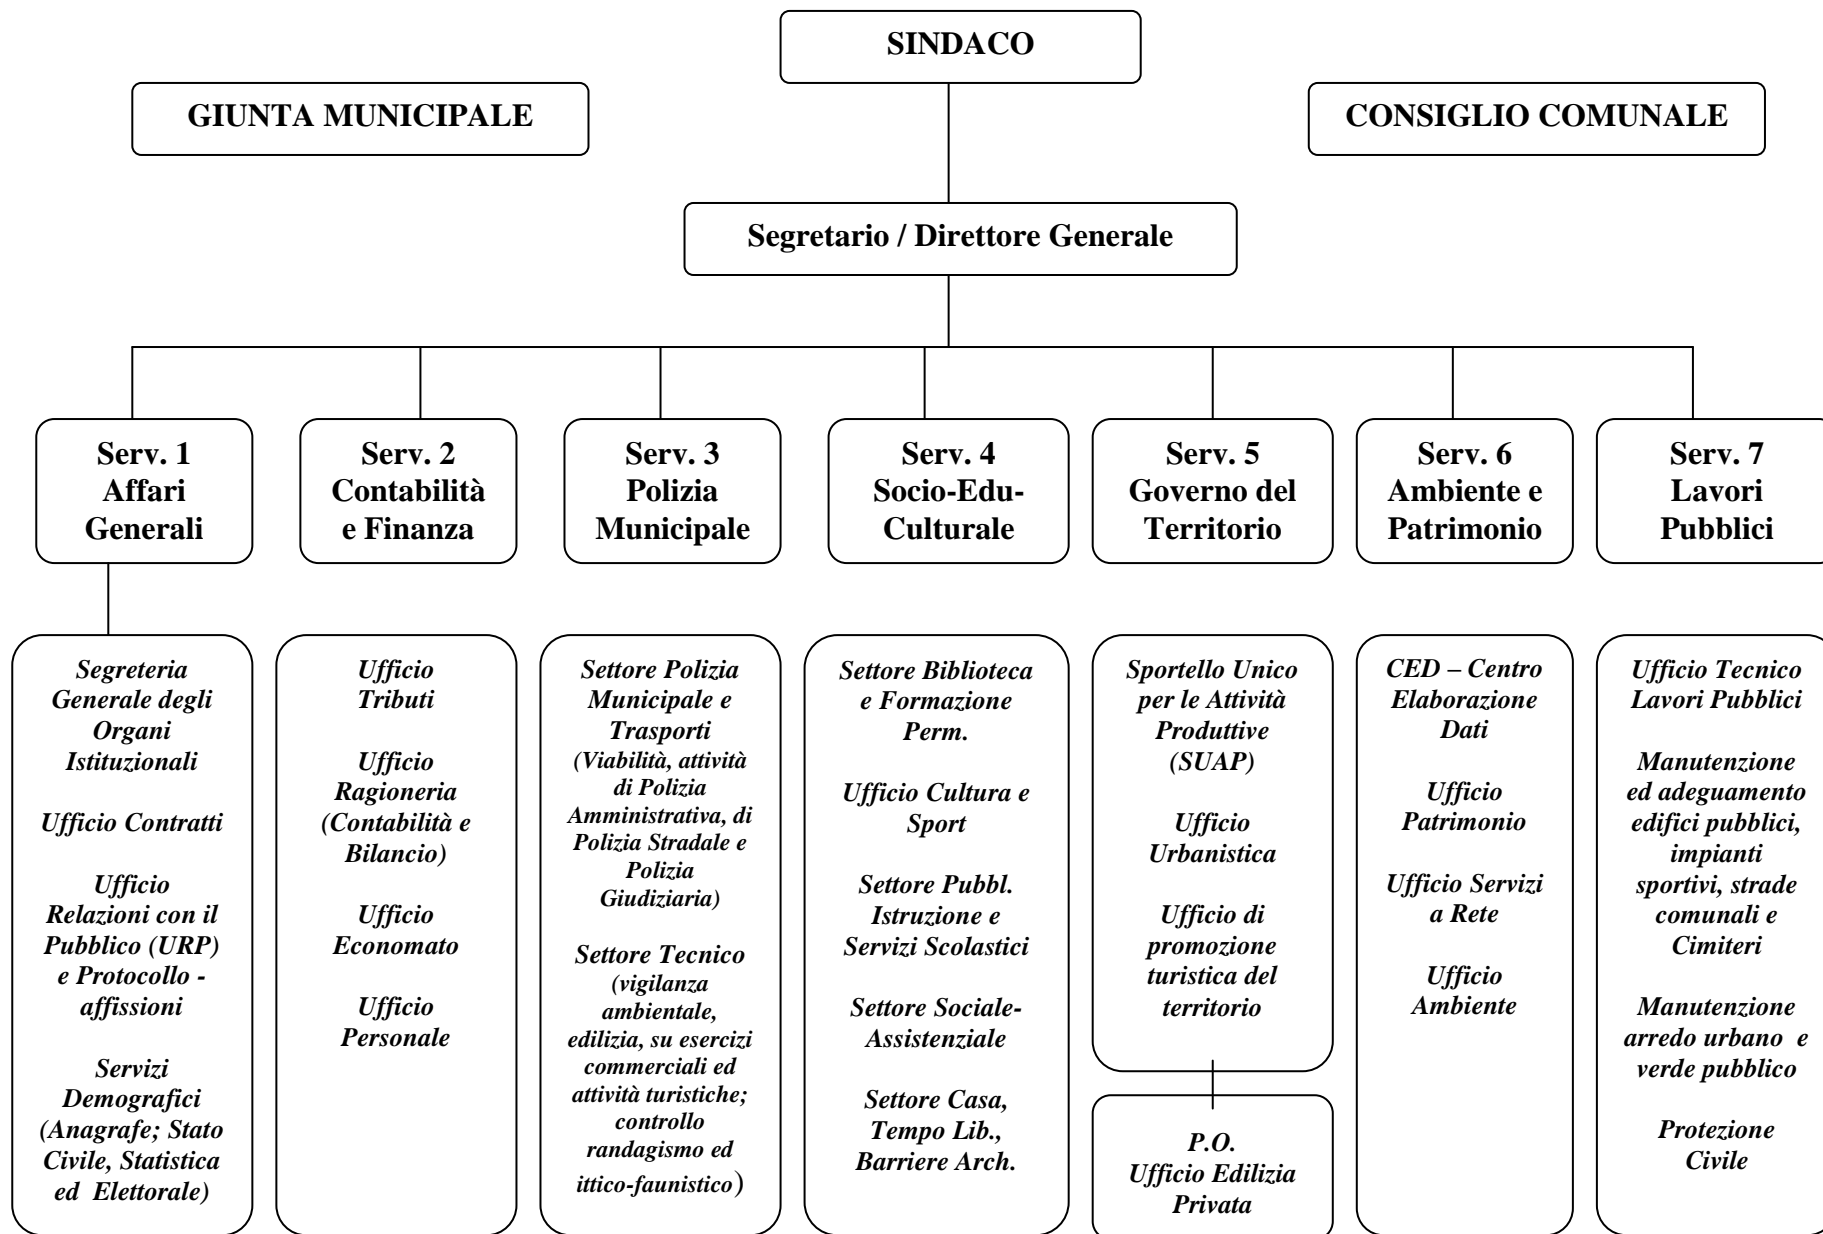 SINDACO
GIUNTA MUNICIPALE
CONSIGLIO COMUNALE
Segretario / Direttore Generale
Serv. 1
Affari
Generali
Serv. 2
Contabilità
e Finanza
Serv. 3
Polizia
Municipale
Serv. 4
Socio-Edu-
Culturale
Serv. 5
Governo del
Territorio
Serv. 6
Ambiente e
Patrimonio
Serv. 7
Lavori
Pubblici
Segreteria
Generale degli
Organi
Istituzionali
Ufficio Contratti
Ufficio
Relazioni con il
Pubblico (URP)
e Protocollo -
affissioni
Servizi
Demografici
(Anagrafe; Stato
Civile, Statistica
ed  Elettorale)
Ufficio
Tributi
Ufficio
Ragioneria
(Contabilità e
Bilancio)
Ufficio
Economato
Ufficio
Personale
Settore Polizia
Municipale e
Trasporti
(Viabilità, attività
di Polizia
Amministrativa, di
Polizia Stradale e
Polizia
Giudiziaria)
Settore Tecnico
(vigilanza
ambientale,
edilizia, su esercizi
commerciali ed
attività turistiche;
controllo
randagismo ed
ittico-faunistico)
Settore Biblioteca
e Formazione
Perm.
Ufficio Cultura e
Sport
Settore Pubbl.
Istruzione e
Servizi Scolastici
Settore Sociale-
Assistenziale
Settore Casa,
Tempo Lib.,
Barriere Arch.
Sportello Unico
per le Attività
Produttive
(SUAP)
Ufficio
Urbanistica
Ufficio di
promozione
turistica del
territorio
P.O.
Ufficio Edilizia
Privata
CED – Centro
Elaborazione
Dati
Ufficio
Patrimonio
Ufficio Servizi
a Rete
Ufficio
Ambiente
Ufficio Tecnico
Lavori Pubblici
Manutenzione
ed adeguamento
edifici pubblici,
impianti
sportivi, strade
comunali e
Cimiteri
Manutenzione
arredo urbano  e
verde pubblico
Protezione
Civile